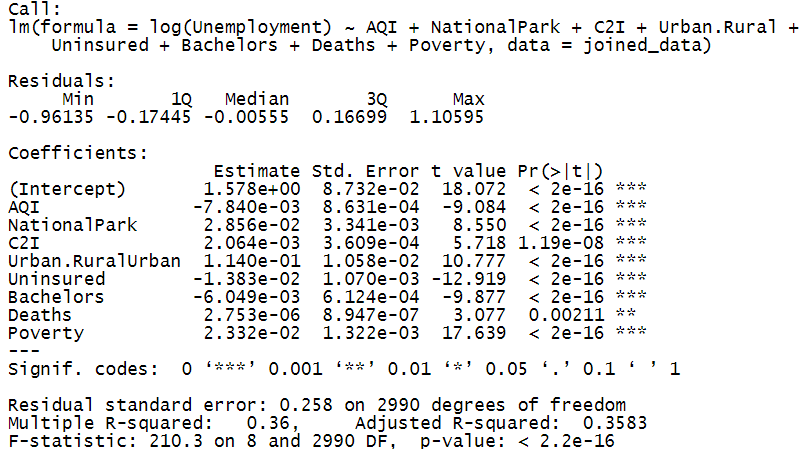 Call:
lm(formula = log(Unemployment) ~ AQI + NationalPark + C2I + Urban.Rural +
    Uninsured + Bachelors + Deaths + Poverty, data = joined_data)

Residuals:
     Min       1Q   Median       3Q      Max
-0.96135 -0.17445 -0.00555  0.16699  1.10595

Coefficients:
                   Estimate Std. Error t value Pr(>|t|)
(Intercept)       1.578e+00  8.732e-02  18.072  < 2e-16 ***
AQI              -7.840e-03  8.631e-04  -9.084  < 2e-16 ***
NationalPark      2.856e-02  3.341e-03   8.550  < 2e-16 ***
C2I               2.064e-03  3.609e-04   5.718 1.19e-08 ***
Urban.RuralUrban  1.140e-01  1.058e-02  10.777  < 2e-16 ***
Uninsured        -1.383e-02  1.070e-03 -12.919  < 2e-16 ***
Bachelors        -6.049e-03  6.124e-04  -9.877  < 2e-16 ***
Deaths            2.753e-06  8.947e-07   3.077  0.00211 **
Poverty           2.332e-02  1.322e-03  17.639  < 2e-16 ***
---
Signif. codes:  0 ‘***’ 0.001 ‘**’ 0.01 ‘*’ 0.05 ‘.’ 0.1 ‘ ’ 1

Residual standard error: 0.258 on 2990 degrees of freedom
Multiple R-squared:   0.36,	Adjusted R-squared:  0.3583
F-statistic: 210.3 on 8 and 2990 DF,  p-value: < 2.2e-16